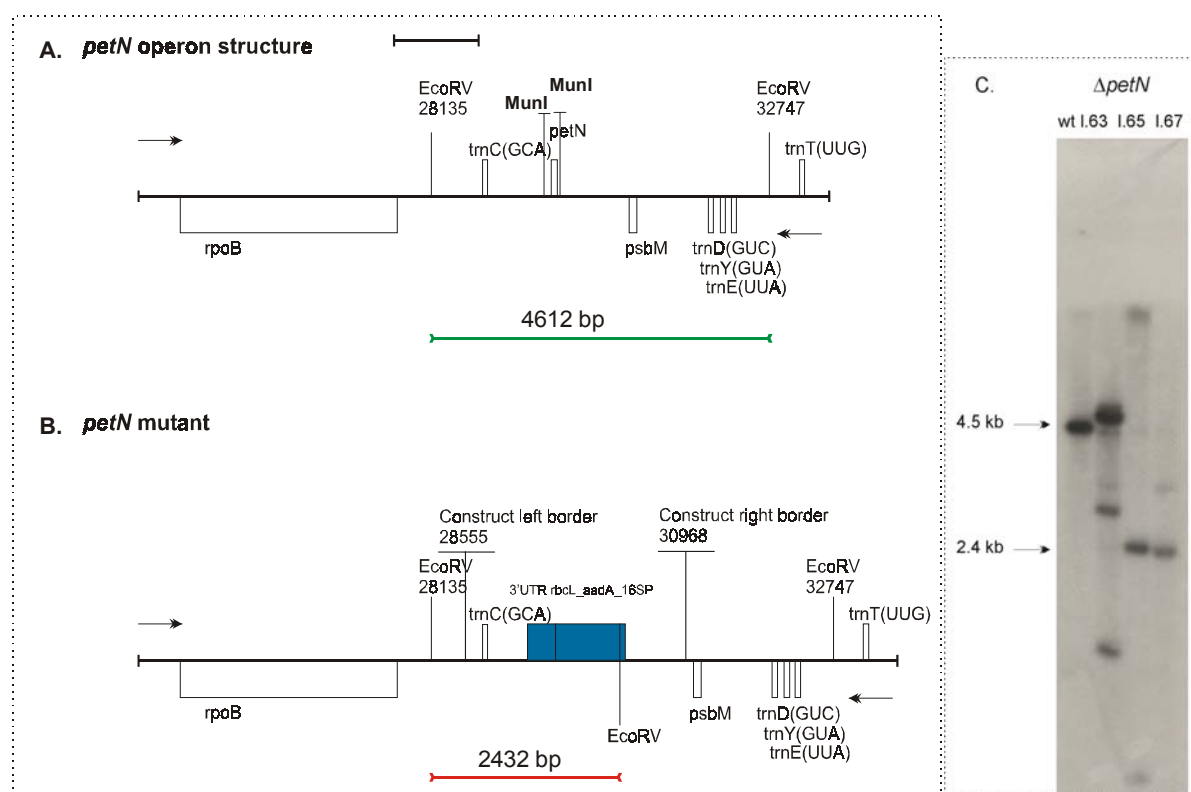 A. petN operon structure
EcoRV
28135
MunI
MunI
petN
trnC(GCA)
EcoRV
32747
trnT(UUG)
rpoB
psbM
trnD(GUC)
trnY(GUA)
trnE(UUA)
4612 bp
B. petN mutant
Construct left border
28555
EcoRV
28135
3'UTR rbcL_aadA_16SP
trnC(GCA)
Construct right border
30968
EcoRV
32747
trnT(UUG)
rpoB
EcoRV
psbM
trnD(GUC)
trnY(GUA)
trnE(UUA)
2432 bp
C. ΔpetN
wt I.63 I.65 I.67
4.5 kb
2.4 kb